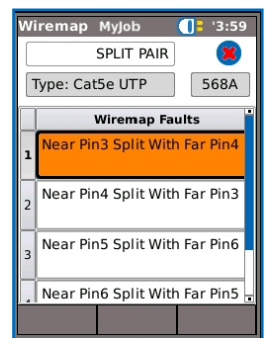 Wiremap MyJob '3:59
SPLIT PAIR
Type: Cat5e UTP 568A
Wiremap Faults
1 Near Pin3 Split With Far Pin4
2 Near Pin4 Split With Far Pin3
3 Near Pin5 Split With Far Pin6
Near Pin6 Split With Far Pin5